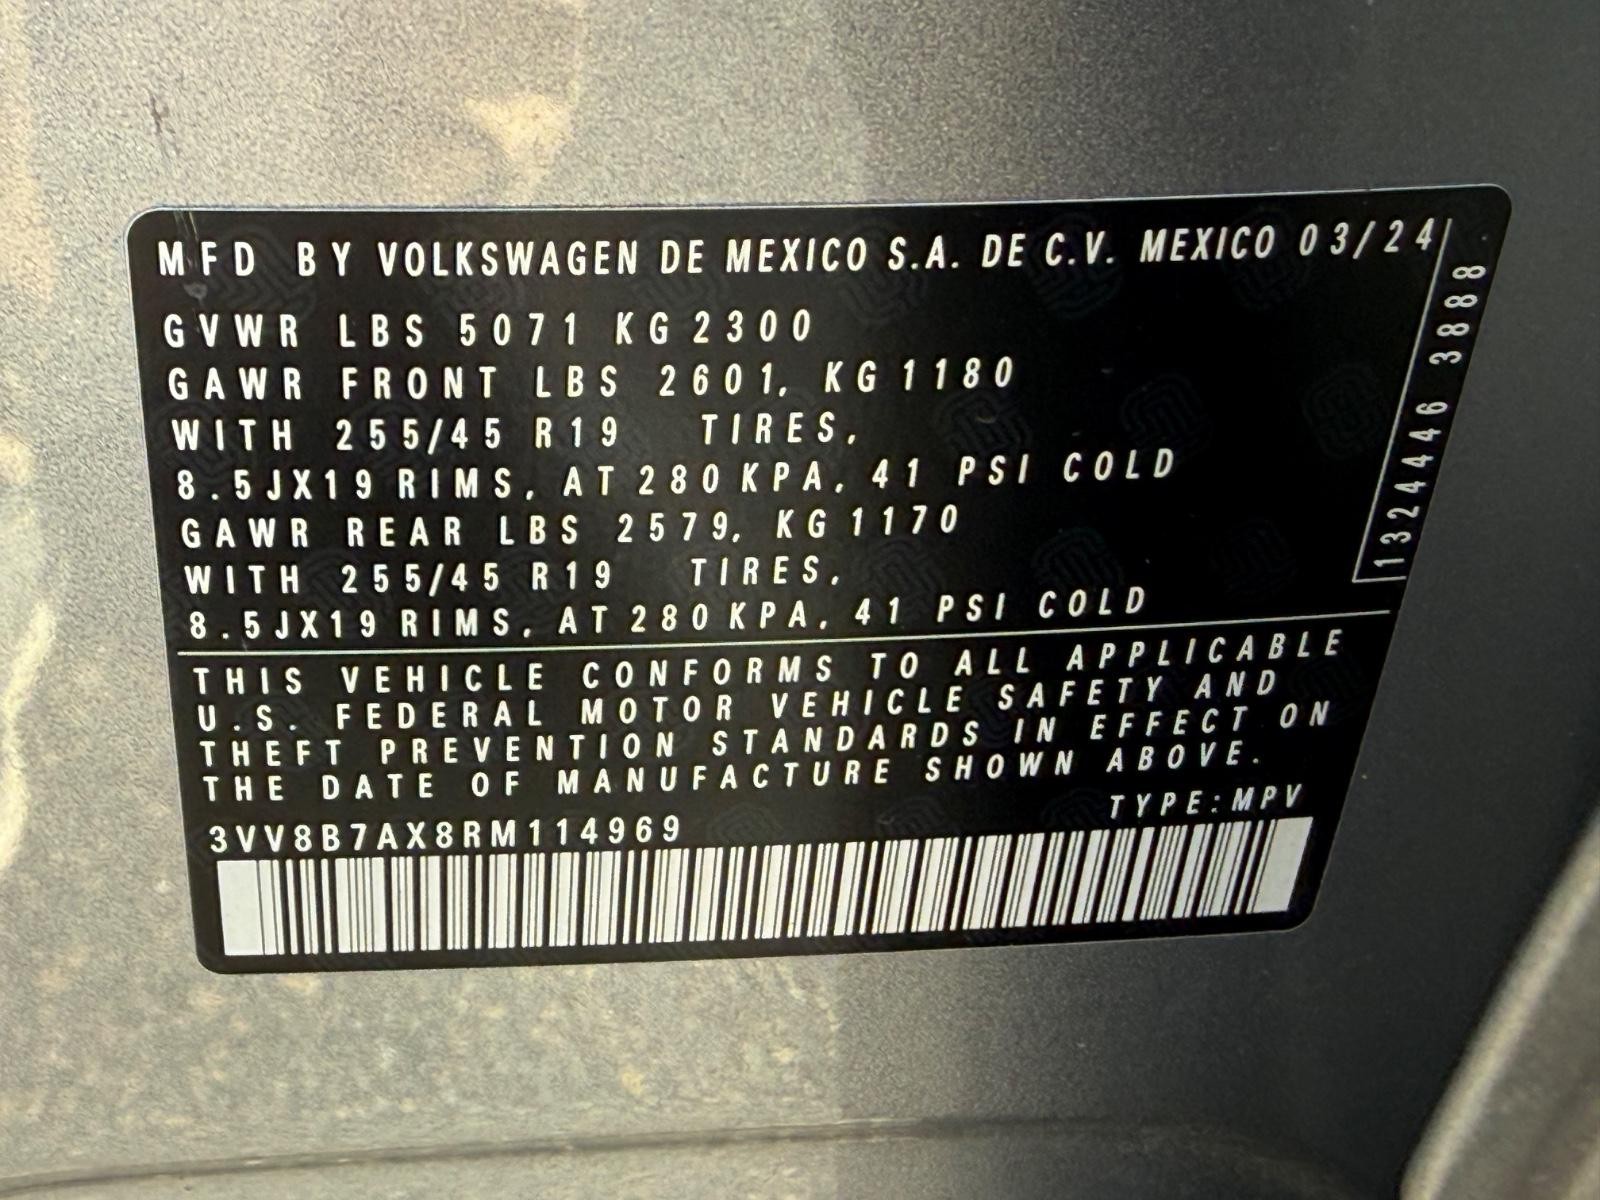 MFD BY VOLKSWAGEN DE MEXICO S.A. DE C.V. MEXICO 03/24
GVWR LBS 5071 KG 2300
GAWR FRONT LBS 2601, KG 1180
WITH 255/45 R19 TIRES,
8.5JX19 RIMS, AT 280 KPA, 41 PSI COLD
GAWR REAR LBS 2579, KG 1170
WITH 255/45 R19 TIRES,
8.5JX19 RIMS, AT 280 KPA, 41 PSI COLD
1324446 3888
THIS VEHICLE CONFORMS TO ALL APPLICABLE
U.S. FEDERAL MOTOR VEHICLE SAFETY AND
THEFT PREVENTION STANDARDS IN EFFECT ON
THE DATE OF MANUFACTURE SHOWN ABOVE.
TYPE:MPV
3VV8B7AX8RM114969